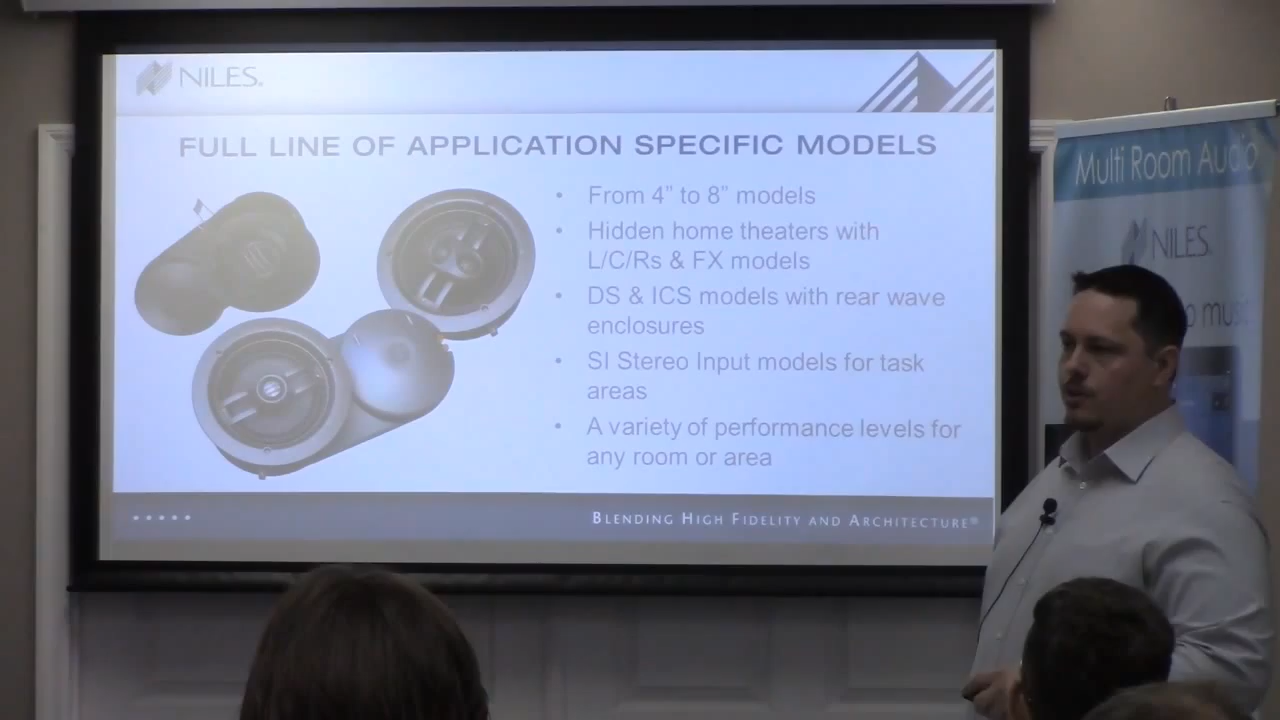 NILES®
FULL LINE OF APPLICATION SPECIFIC MODELS
• From 4” to 8” models
• Hidden home theaters with
L/C/Rs & FX models
• DS & ICS models with rear wave
enclosures
• SI Stereo Input models for task
areas
• A variety of performance levels for
any room or area
BLENDING HIGH FIDELITY AND ARCHITECTURE®
Multi Room Audio
NILES